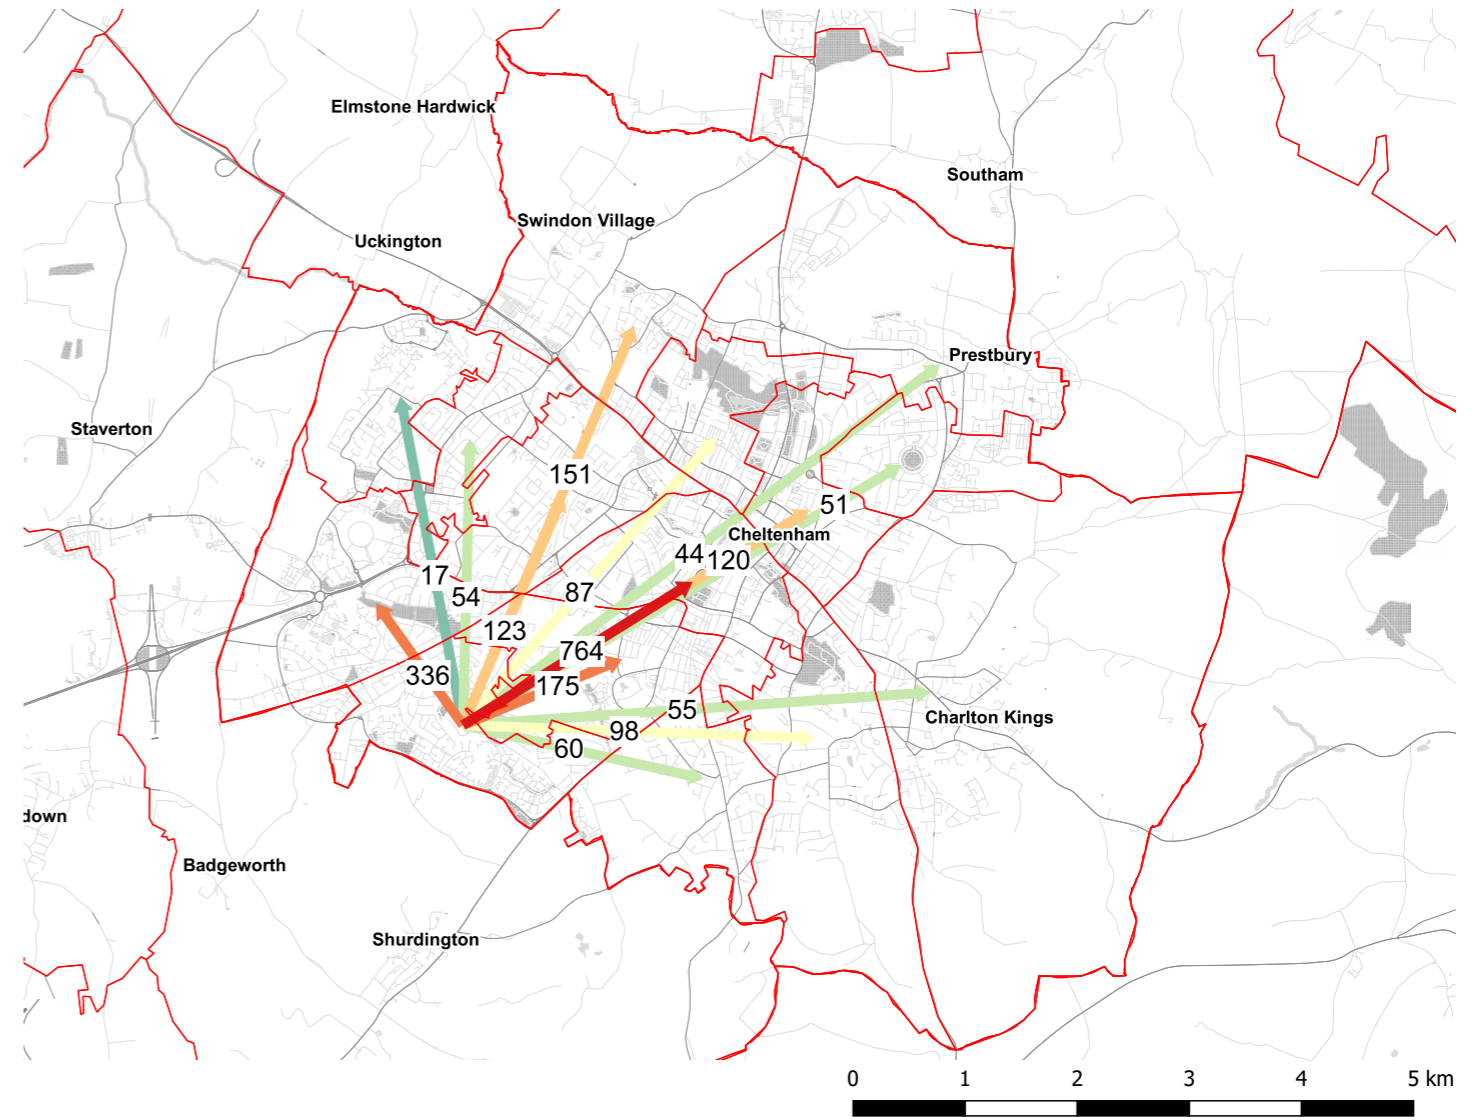 Elmstone Hardwick
Southam
Swindon Village
Uckington
Prestbury
Staverton
151
51
Cheltenham
44
120
17
54
87
123
764
336
175
55
Charlton Kings
98
60
down
Badgeworth
Shurdington
0 1 2 3 4 5 km